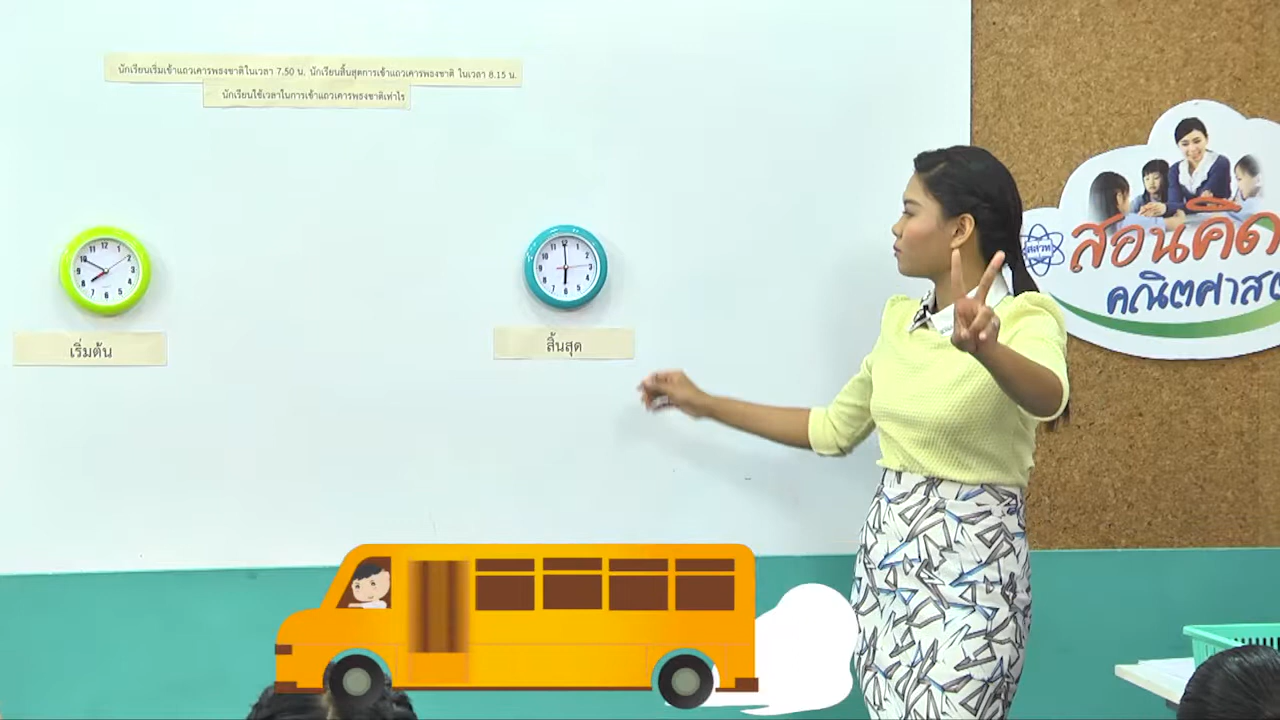 นักเรียนเริ่มเข้าแถวเคารพธงชาติในเวลา 7.50 น. นักเรียนสิ้นสุดการเข้าแถวเคารพธงชาติ ในเวลา 8.15 น.
นักเรียนใช้เวลาในการเข้าแถวเคารพธงชาติเท่าไร
เริ่มต้น
สิ้นสุด
สสวท
สอนคิด
คณิตศาส